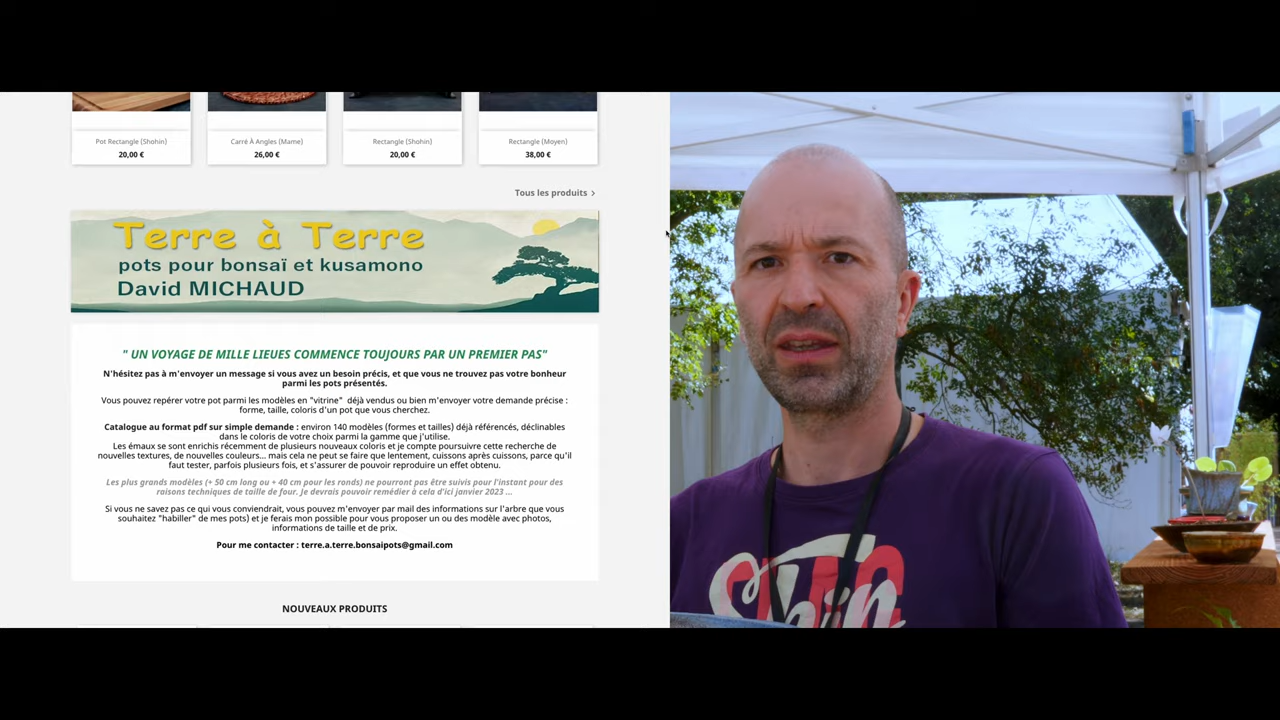 Pot Rectangle (Shohin)
20,00 €
Carré À Angles (Mame)
26,00 €
Rectangle (Shohin)
20,00 €
Rectangle (Moyen)
38,00 €
Tous les produits >
Terre à Terre
pots pour bonsaï et kusamono
David MICHAUD
" UN VOYAGE DE MILLE LIEUES COMMENCE TOUJOURS PAR UN PREMIER PAS"
N'hésitez pas à m'envoyer un message si vous avez un besoin précis, et que vous ne trouvez pas votre bonheur
parmi les pots présentés.
Vous pouvez repérer votre pot parmi les modèles en "vitrine" déjà vendus ou bien m'envoyer votre demande précise :
forme, taille, coloris d'un pot que vous cherchez.
Catalogue au format pdf sur simple demande : environ 140 modèles (formes et tailles) déjà référencés, déclinables
dans le coloris de votre choix parmi la gamme que j'utilise.
Les émaux se sont enrichis récemment de plusieurs nouveaux coloris et je compte poursuivre cette recherche de
nouvelles textures, de nouvelles couleurs... mais cela ne peut se faire que lentement, cuissons après cuissons, parce qu'il
faut tester, parfois plusieurs fois, et s'assurer de pouvoir reproduire un effet obtenu.
Les plus grands modèles (+ 50 cm long ou + 40 cm pour les ronds) ne pourront pas être suivis pour l'instant pour des
raisons techniques de taille de four. Je devrais pouvoir remédier à cela d'ici janvier 2023 ...
Si vous ne savez pas ce qui vous conviendrait, vous pouvez m'envoyer par mail des informations sur l'arbre que vous
souhaitez "habiller" de mes pots) et je ferais mon possible pour vous proposer un ou des modèle avec photos,
informations de taille et de prix.
Pour me contacter : terre.a.terre.bonsaipots@gmail.com
NOUVEAUX PRODUITS